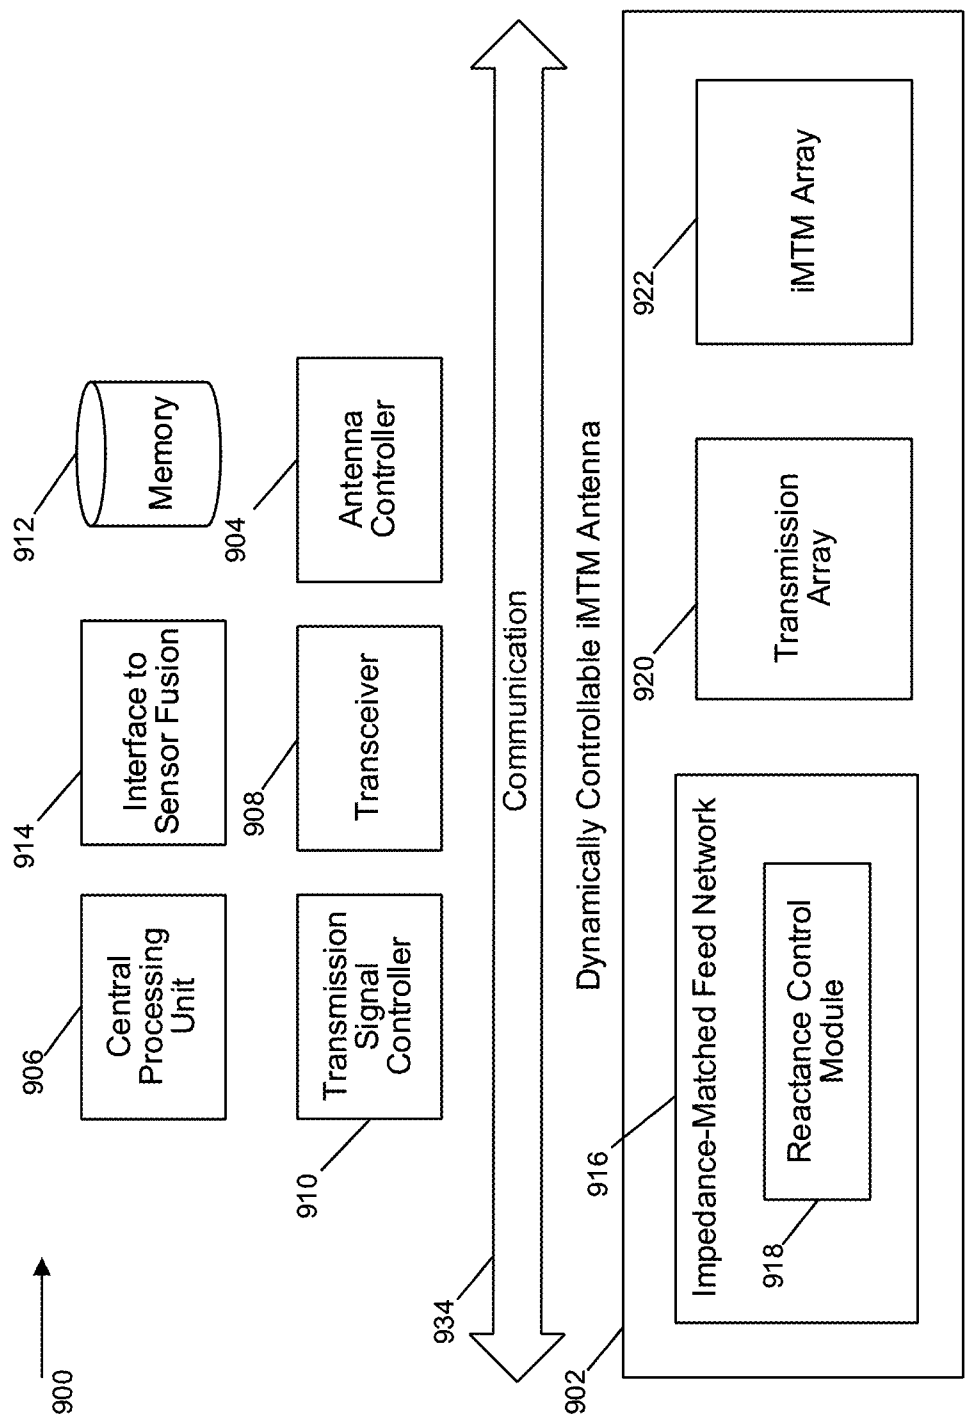 900
906
Central
Processing
Unit
914
Interface to
Sensor Fusion
912
Memory
910
Transmission
Signal
Controller
908
Transceiver
904
Antenna
Controller
934
Communication
902
Dynamically Controllable iMTM Antenna
916
Impedance-Matched Feed Network
918
Reactance Control
Module
920
Transmission
Array
922
iMTM Array